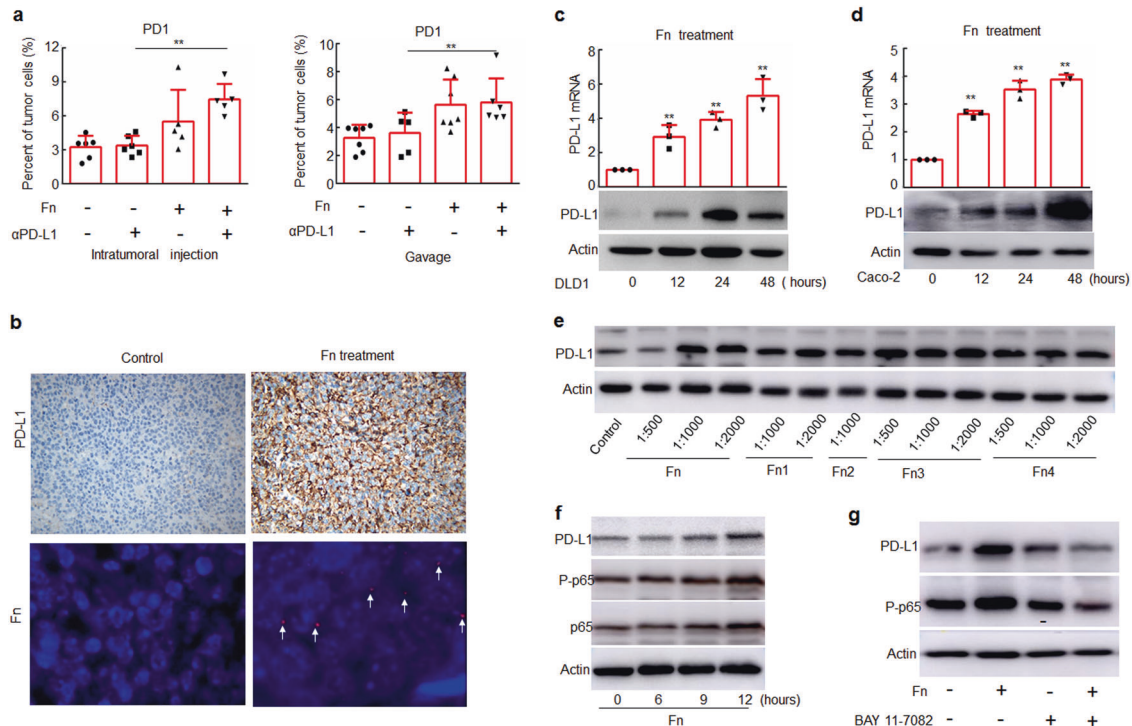 a
PD1
Percent of tumor cells (%)
12
9
6
3
0
**
Fn - - + +
αPD-L1 - + - +
Intratumoral injection
PD1
Percent of tumor cells (%)
10
8
6
4
2
0
**
Fn - - + +
αPD-L1 - + - +
Gavage
b
Control Fn treatment
PD-L1
Fn
c
Fn treatment
PD-L1 mRNA
8
6
4
2
0
** ** **
PD-L1
Actin
DLD1 0 12 24 48 (hours)
d
Fn treatment
PD-L1 mRNA
5
4
3
2
1
0
** ** **
PD-L1
Actin
Caco-2 0 12 24 48 (hours)
e
PD-L1
Actin
Control 1:500 1:1000 1:2000 1:1000 1:2000 1:1000 1:500 1:1000 1:2000 1:500 1:1000 1:2000
Fn Fn1 Fn2 Fn3 Fn4
f
PD-L1
P-p65
p65
Actin
0 6 9 12 (hours)
Fn
g
PD-L1
P-p65
Actin
Fn - + - +
BAY 11-7082 - - + +